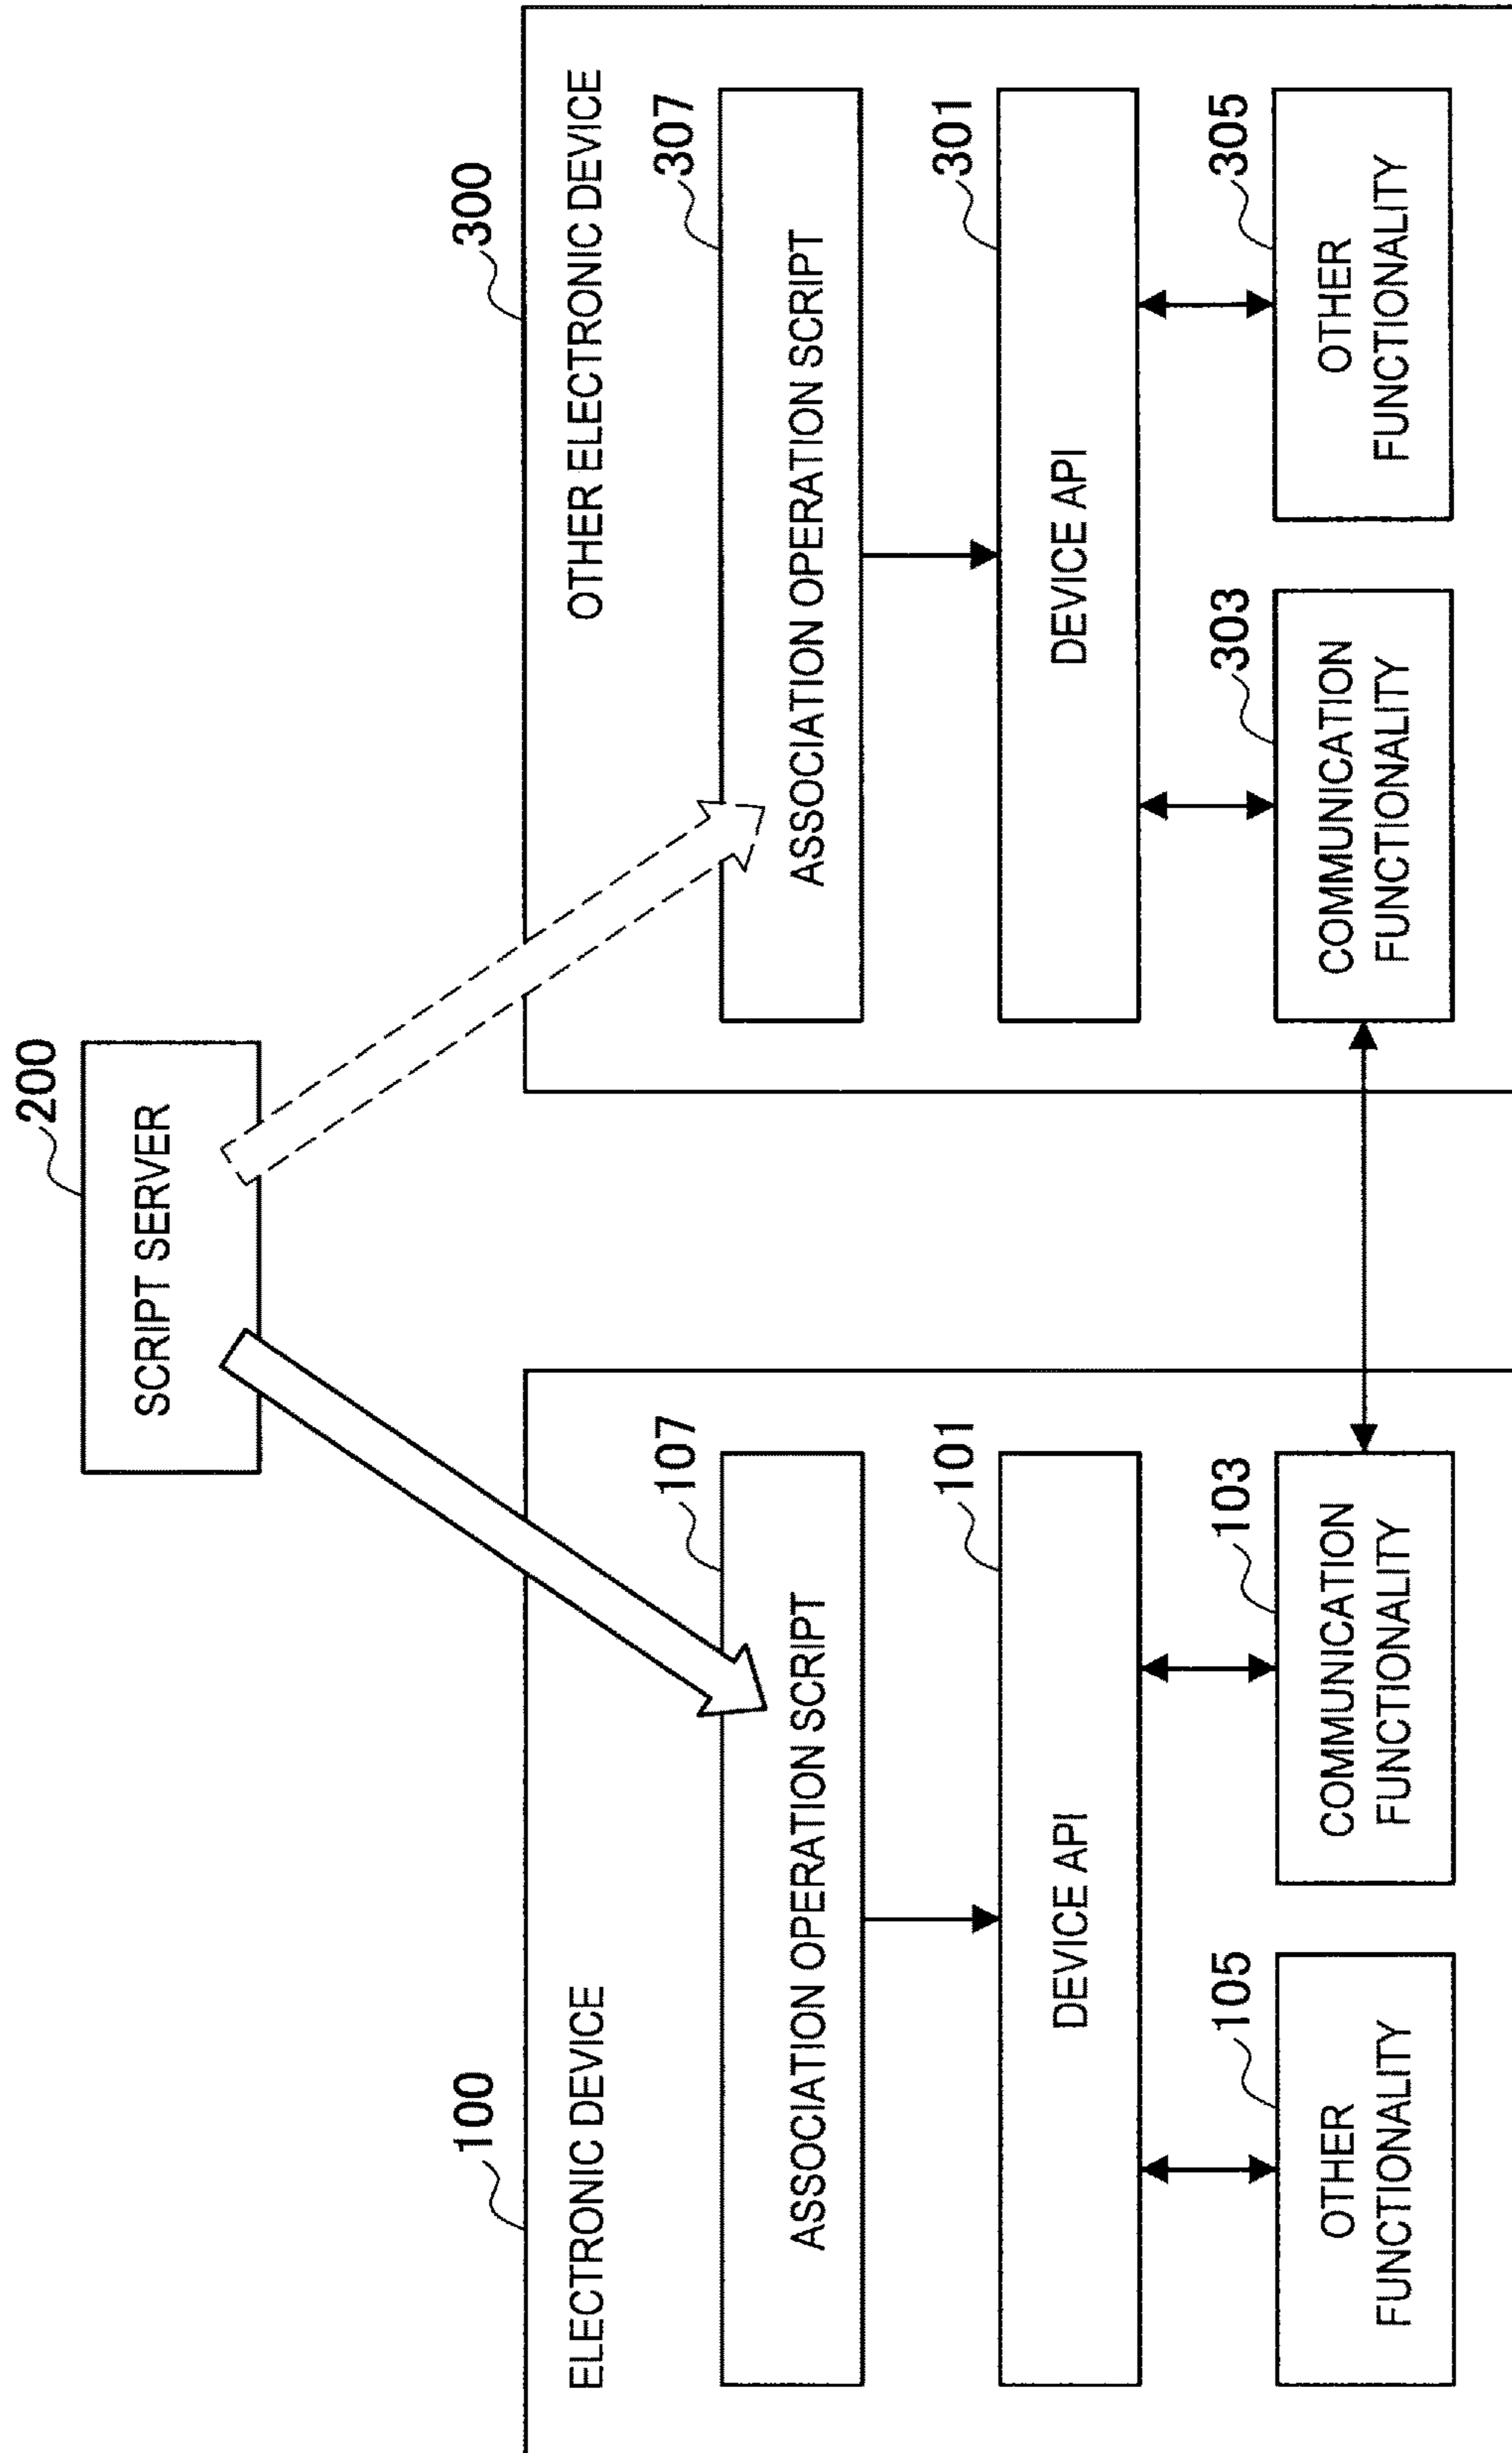 200
SCRIPT SERVER
100
ELECTRONIC DEVICE
107
ASSOCIATION OPERATION SCRIPT
101
DEVICE API
105
OTHER
FUNCTIONALITY
103
COMMUNICATION
FUNCTIONALITY
300
OTHER ELECTRONIC DEVICE
307
ASSOCIATION OPERATION SCRIPT
301
DEVICE API
303
COMMUNICATION
FUNCTIONALITY
305
OTHER
FUNCTIONALITY